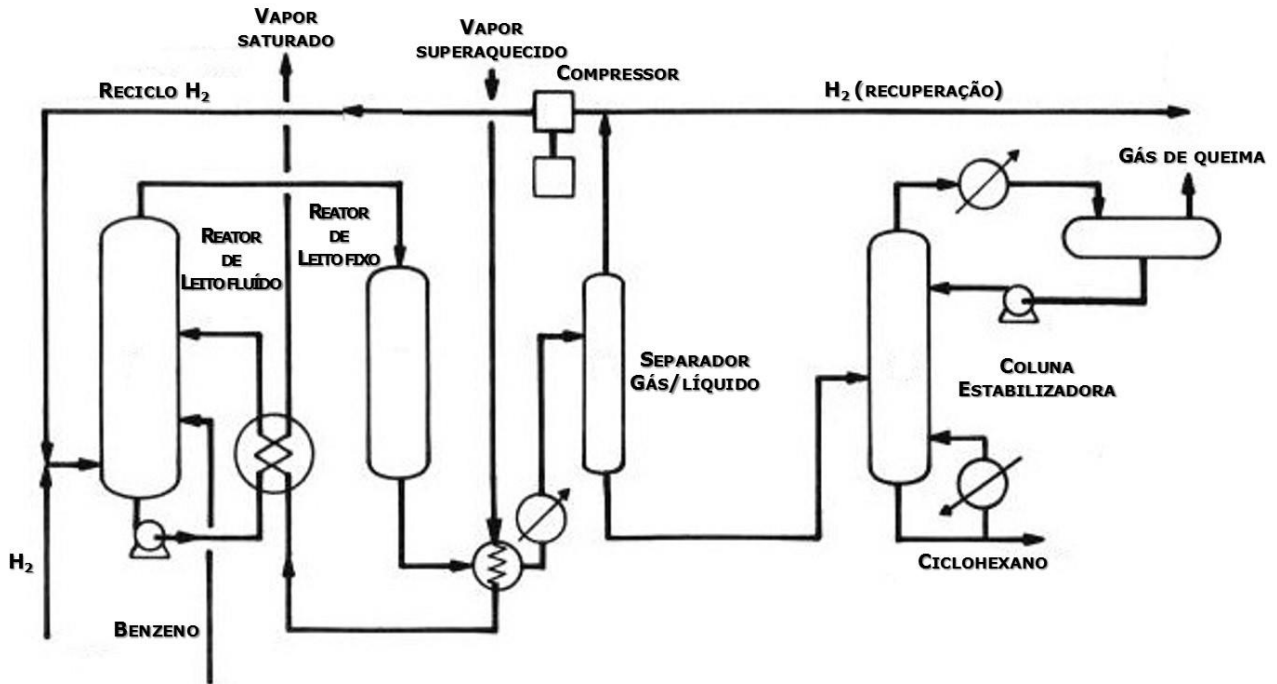 VAPOR
SATURADO
VAPOR
SUPERAQUECIDO
COMPRESSOR
RECICLO H₂
H₂ (RECUPERAÇÃO)
GÁS DE QUEIMA
REATOR
DE
LEITO FLUÍDO
REATOR
DE
LEITO FIXO
SEPARADOR
GÁS/LÍQUIDO
COLUNA
ESTABILIZADORA
H₂
CICLOHEXANO
BENZENO